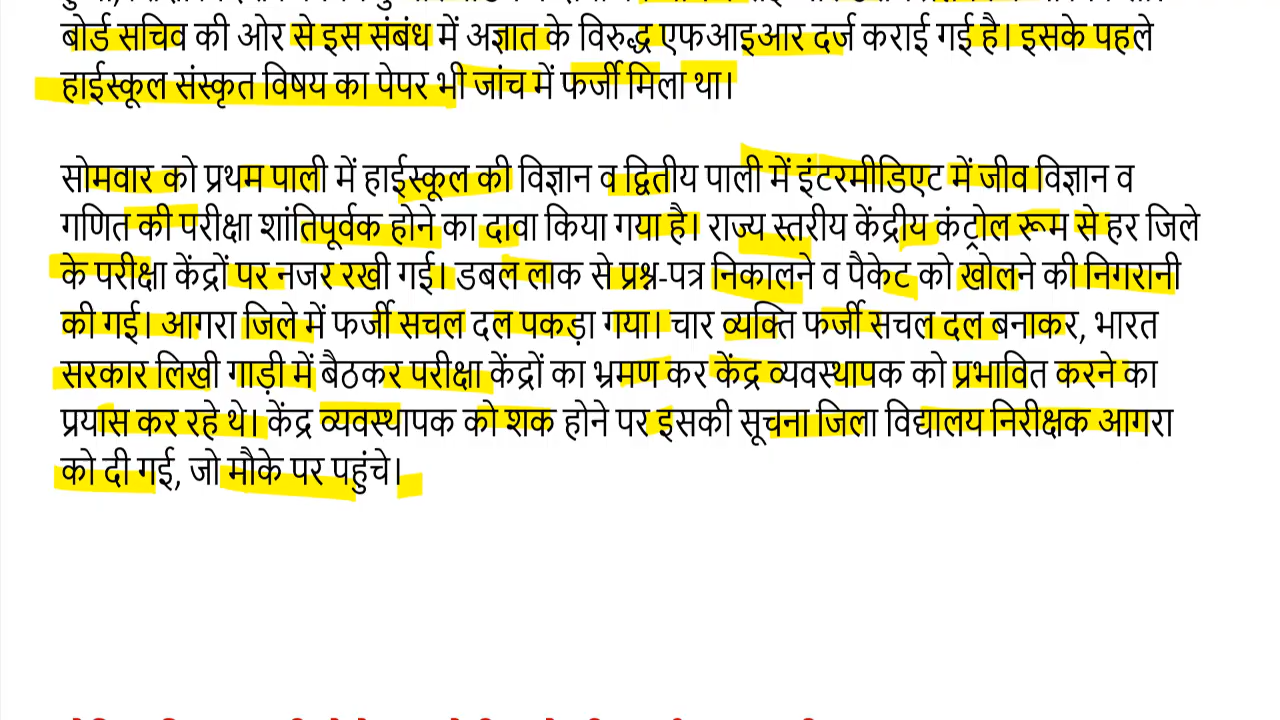 बोर्ड सचिव की ओर से इस संबंध में अज्ञात के विरुद्ध एफआइआर दर्ज कराई गई है। इसके पहले
हाईस्कूल संस्कृत विषय का पेपर भी जांच में फर्जी मिला था।
सोमवार को प्रथम पाली में हाईस्कूल की विज्ञान व द्वितीय पाली में इंटरमीडिएट में जीव विज्ञान व
गणित की परीक्षा शांतिपूर्वक होने का दावा किया गया है। राज्य स्तरीय केंद्रीय कंट्रोल रूम से हर जिले
के परीक्षा केंद्रों पर नजर रखी गई। डबल लाक से प्रश्न-पत्र निकालने व पैकेट को खोलने की निगरानी
की गई। आगरा जिले में फर्जी सचल दल पकड़ा गया। चार व्यक्ति फर्जी सचल दल बनाकर, भारत
सरकार लिखी गाड़ी में बैठकर परीक्षा केंद्रों का भ्रमण कर केंद्र व्यवस्थापक को प्रभावित करने का
प्रयास कर रहे थे। केंद्र व्यवस्थापक को शक होने पर इसकी सूचना जिला विद्यालय निरीक्षक आगरा
को दी गई, जो मौके पर पहुंचे।